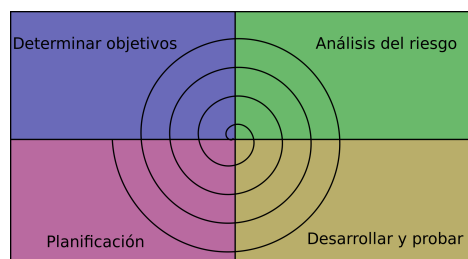 Determinar objetivos
Análisis del riesgo
Planificación
Desarrollar y probar